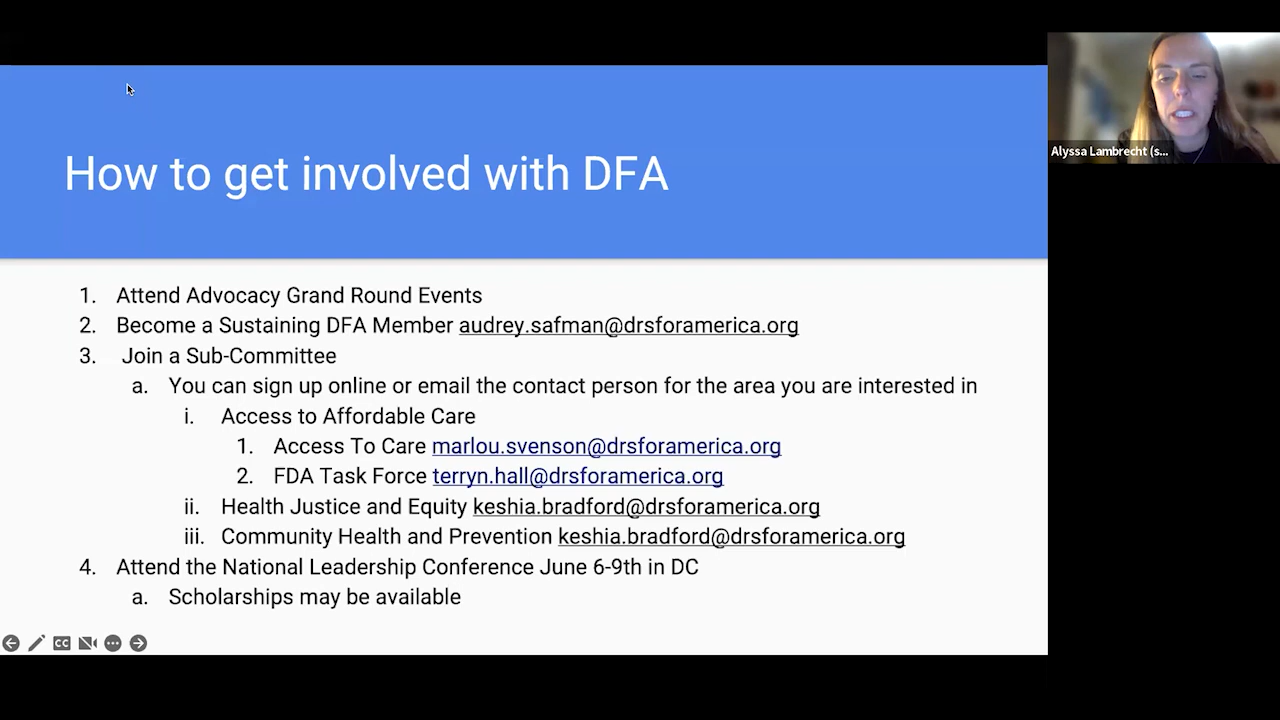 How to get involved with DFA
1. Attend Advocacy Grand Round Events
2. Become a Sustaining DFA Member audrey.safman@drsforamerica.org
3. Join a Sub-Committee
a. You can sign up online or email the contact person for the area you are interested in
i. Access to Affordable Care
1. Access To Care marlou.svenson@drsforamerica.org
2. FDA Task Force terryn.hall@drsforamerica.org
ii. Health Justice and Equity keshia.bradford@drsforamerica.org
iii. Community Health and Prevention keshia.bradford@drsforamerica.org
4. Attend the National Leadership Conference June 6-9th in DC
a. Scholarships may be available
CC
Alyssa Lambrecht (s...